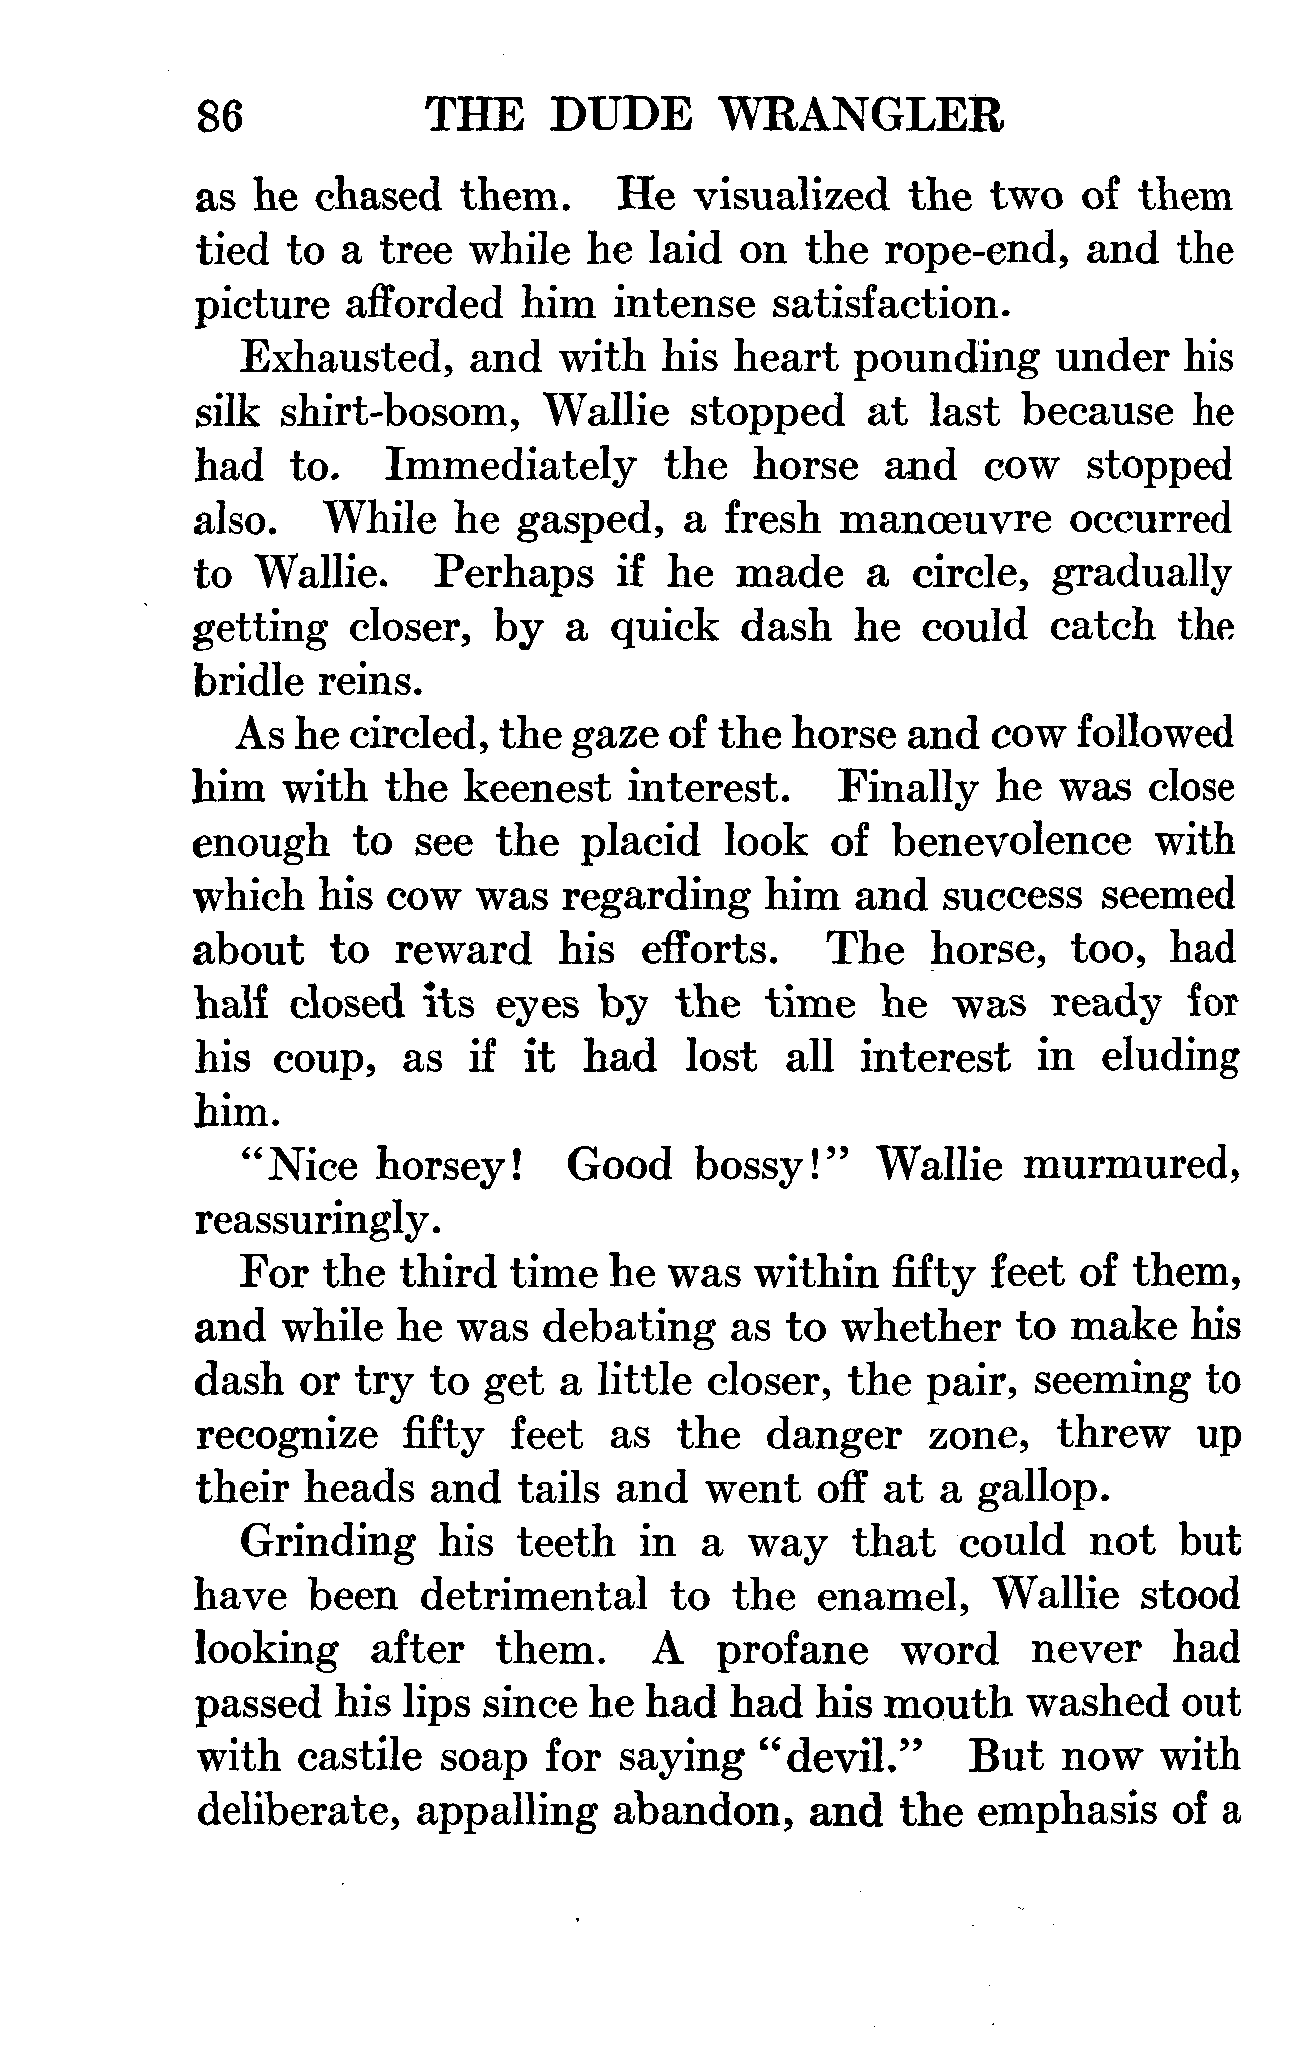 86 THE DUDE WRANGLER
as he chased them. He visualized the two of them
tied to a tree while he laid on the rope-end, and the
picture afforded him intense satisfaction.
Exhausted, and with his heart pounding under his
silk shirt-bosom, Wallie stopped at last because he
had to. Immediately the horse and cow stopped
also. While he gasped, a fresh manœuvre occurred
to Wallie. Perhaps if he made a circle, gradually
getting closer, by a quick dash he could catch the
bridle reins.
As he circled, the gaze of the horse and cow followed
him with the keenest interest. Finally he was close
enough to see the placid look of benevolence with
which his cow was regarding him and success seemed
about to reward his efforts. The horse, too, had
half closed its eyes by the time he was ready for
his coup, as if it had lost all interest in eluding
him.
“Nice horsey! Good bossy!” Wallie murmured,
reassuringly.
For the third time he was within fifty feet of them,
and while he was debating as to whether to make his
dash or try to get a little closer, the pair, seeming to
recognize fifty feet as the danger zone, threw up
their heads and tails and went off at a gallop.
Grinding his teeth in a way that could not but
have been detrimental to the enamel, Wallie stood
looking after them. A profane word never had
passed his lips since he had had his mouth washed out
with castile soap for saying “devil.” But now with
deliberate, appalling abandon, and the emphasis of a